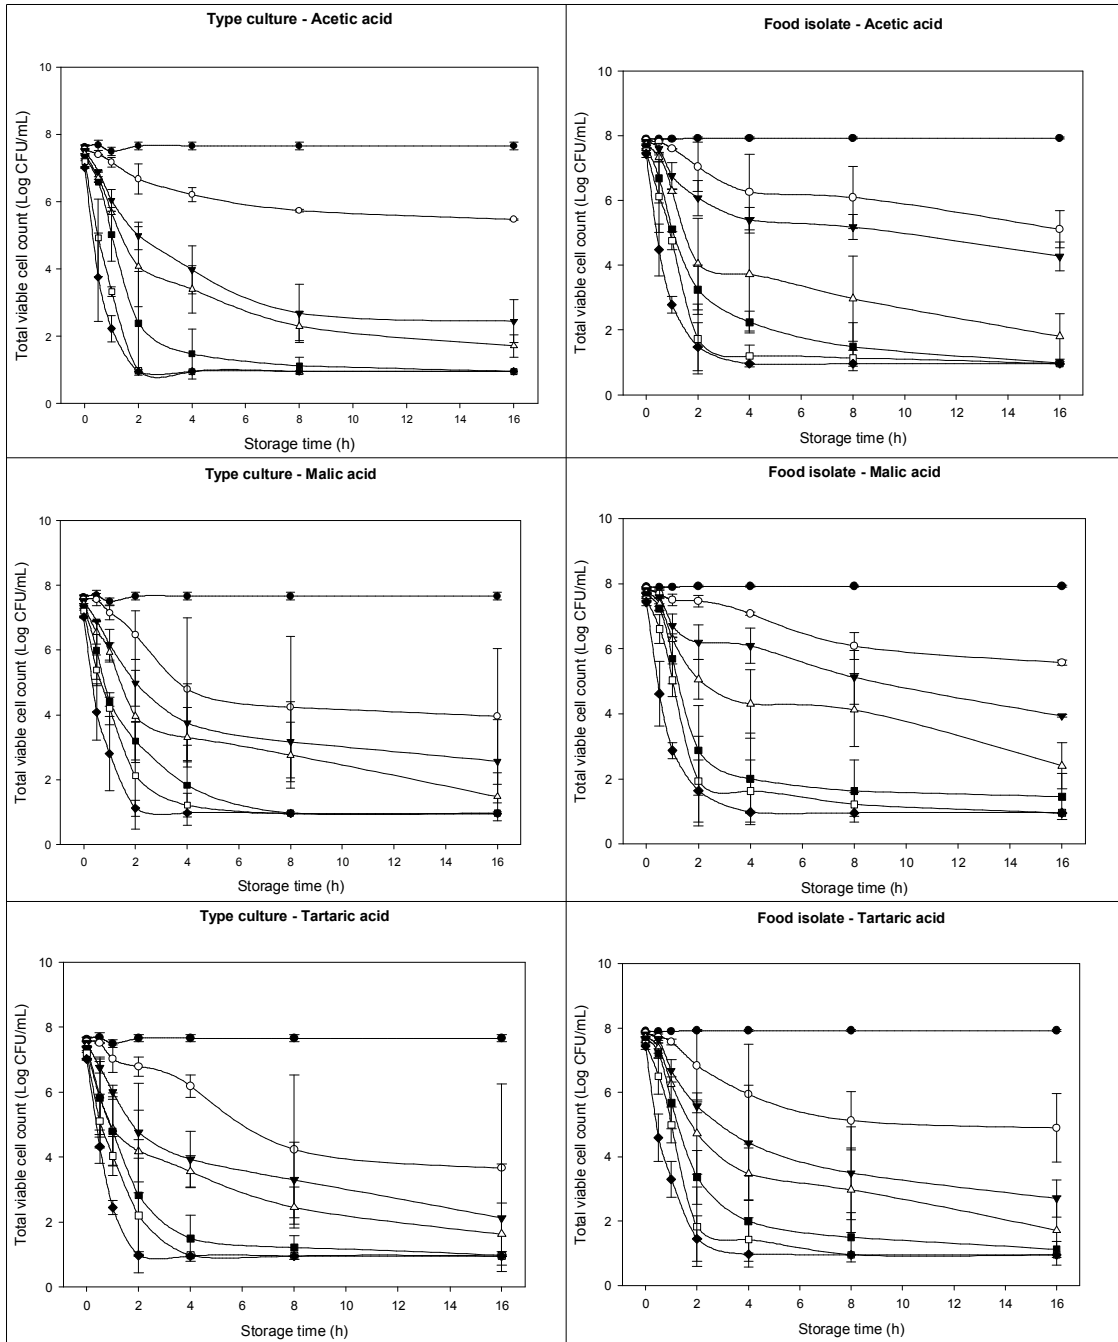 Type culture - Acetic acid
Total viable cell count (Log CFU/mL)
10
8
6
4
2
0
0 2 4 6 8 10 12 14 16
Storage time (h)
Food isolate - Acetic acid
Total viable cell count (Log CFU/mL)
10
8
6
4
2
0
0 2 4 6 8 10 12 14 16
Storage time (h)
Type culture - Malic acid
Total viable cell count (Log CFU/mL)
10
8
6
4
2
0
0 2 4 6 8 10 12 14 16
Storage time (h)
Food isolate - Malic acid
Total viable cell count (Log CFU/mL)
10
8
6
4
2
0
0 2 4 6 8 10 12 14 16
Storage time (h)
Type culture - Tartaric acid
Total viable cell count (Log CFU/mL)
10
8
6
4
2
0
0 2 4 6 8 10 12 14 16
Storage time (h)
Food isolate - Tartaric acid
Total viable cell count (Log CFU/mL)
10
8
6
4
2
0
0 2 4 6 8 10 12 14 16
Storage time (h)